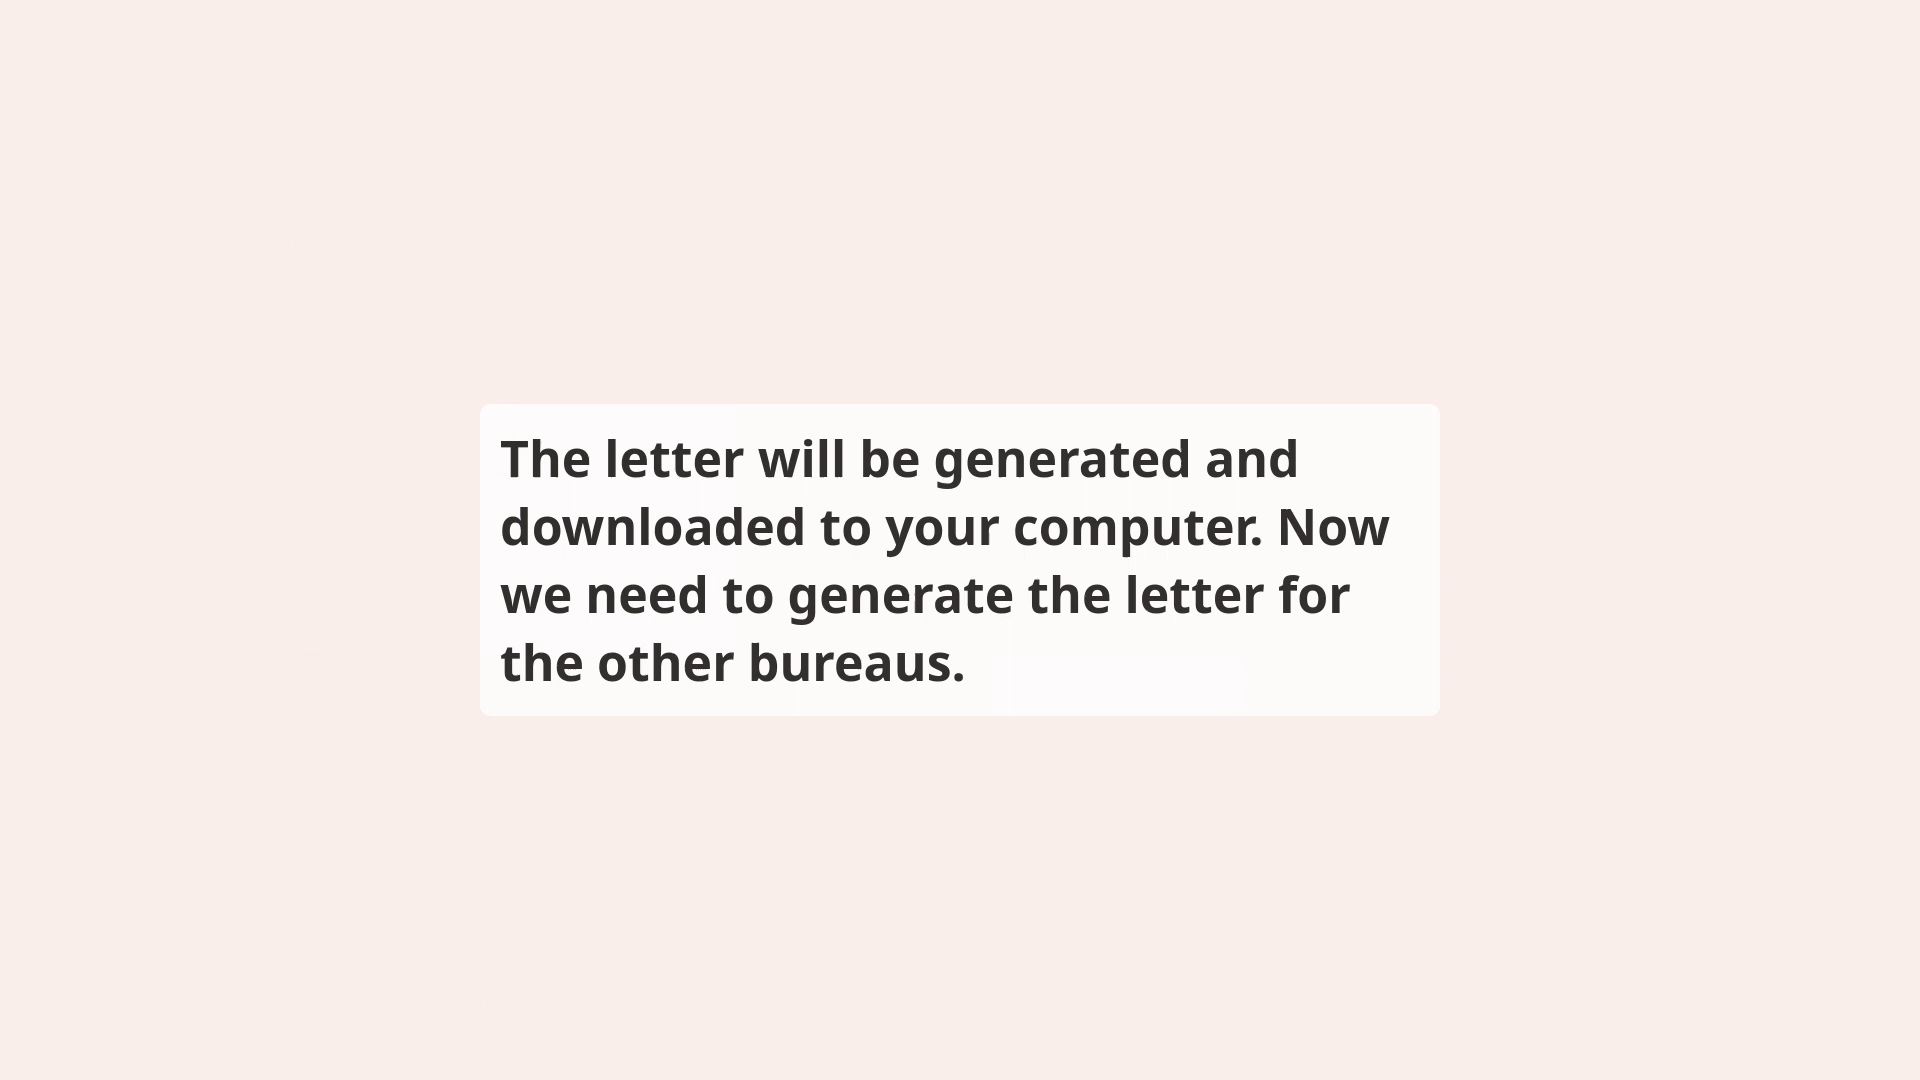 The letter will be generated and
downloaded to your computer. Now
we need to generate the letter for
the other bureaus.